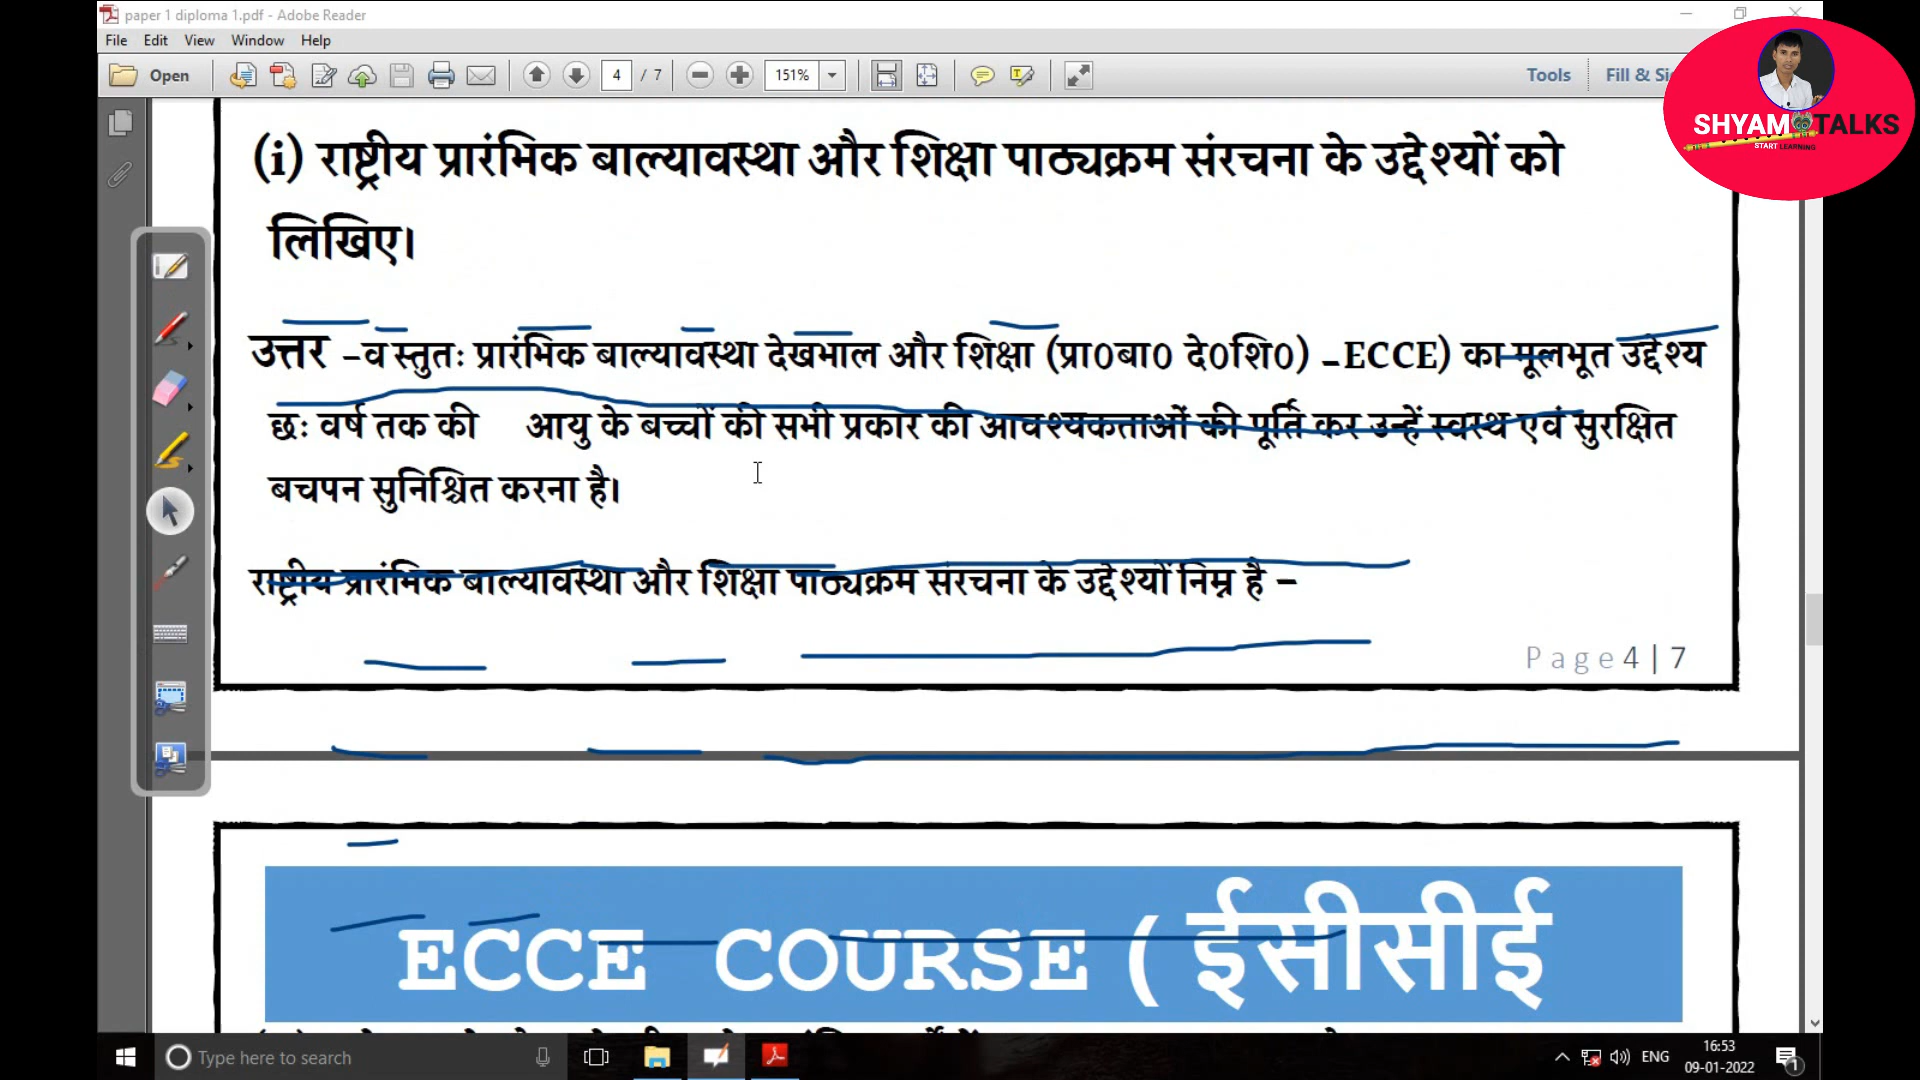 paper 1 diploma 1.pdf - Adobe Reader
File Edit View Window Help
Open 4 / 7 151% Tools Fill & Si
SHYAM TALKS
START LEARNING
(i) राष्ट्रीय प्रारंभिक बाल्यावस्था और शिक्षा पाठ्यक्रम संरचना के उद्देश्यों को
लिखिए।
उत्तर –व स्तुतः प्रारंभिक बाल्यावस्था देखभाल और शिक्षा (प्रा0बा0 दे0शि0) –ECCE) का मूलभूत उद्देश्य
छः वर्ष तक की आयु के बच्चों की सभी प्रकार की आवश्यकताओं की पूर्ति कर उन्हें स्वस्थ एवं सुरक्षित
बचपन सुनिश्चित करना है।
राष्ट्रीय प्रारंभिक बाल्यावस्था और शिक्षा पाठ्यक्रम संरचना के उद्देश्यों निम्न है –
Page 4 | 7
ECCE COURSE ( ईसीसीई
Type here to search
ENG
16:53
09-01-2022
1